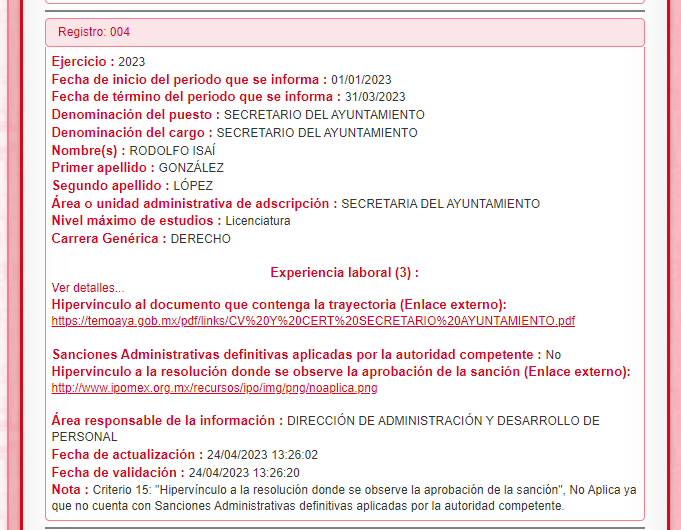 Registro: 004
Ejercicio : 2023
Fecha de inicio del periodo que se informa : 01/01/2023
Fecha de término del periodo que se informa : 31/03/2023
Denominación del puesto : SECRETARIO DEL AYUNTAMIENTO
Denominación del cargo : SECRETARIO DEL AYUNTAMIENTO
Nombre(s) : RODOLFO ISAÍ
Primer apellido : GONZÁLEZ
Segundo apellido : LÓPEZ
Área o unidad administrativa de adscripción : SECRETARIA DEL AYUNTAMIENTO
Nivel máximo de estudios : Licenciatura
Carrera Genérica : DERECHO
Experiencia laboral (3) :
Ver detalles...
Hipervínculo al documento que contenga la trayectoria (Enlace externo):
https://temoaya.gob.mx/pdf/links/CV%20Y%20CERT%20SECRETARIO%20AYUNTAMIENTO.pdf
Sanciones Administrativas definitivas aplicadas por la autoridad competente : No
Hipervínculo a la resolución donde se observe la aprobación de la sanción (Enlace externo):
http://www.ipomex.org.mx/recursos/ipo/img/png/noaplica.png
Área responsable de la información : DIRECCIÓN DE ADMINISTRACIÓN Y DESARROLLO DE
PERSONAL
Fecha de actualización : 24/04/2023 13:26:02
Fecha de validación : 24/04/2023 13:26:20
Nota : Criterio 15: "Hipervínculo a la resolución donde se observe la aprobación de la sanción", No Aplica ya
que no cuenta con Sanciones Administrativas definitivas aplicadas por la autoridad competente.